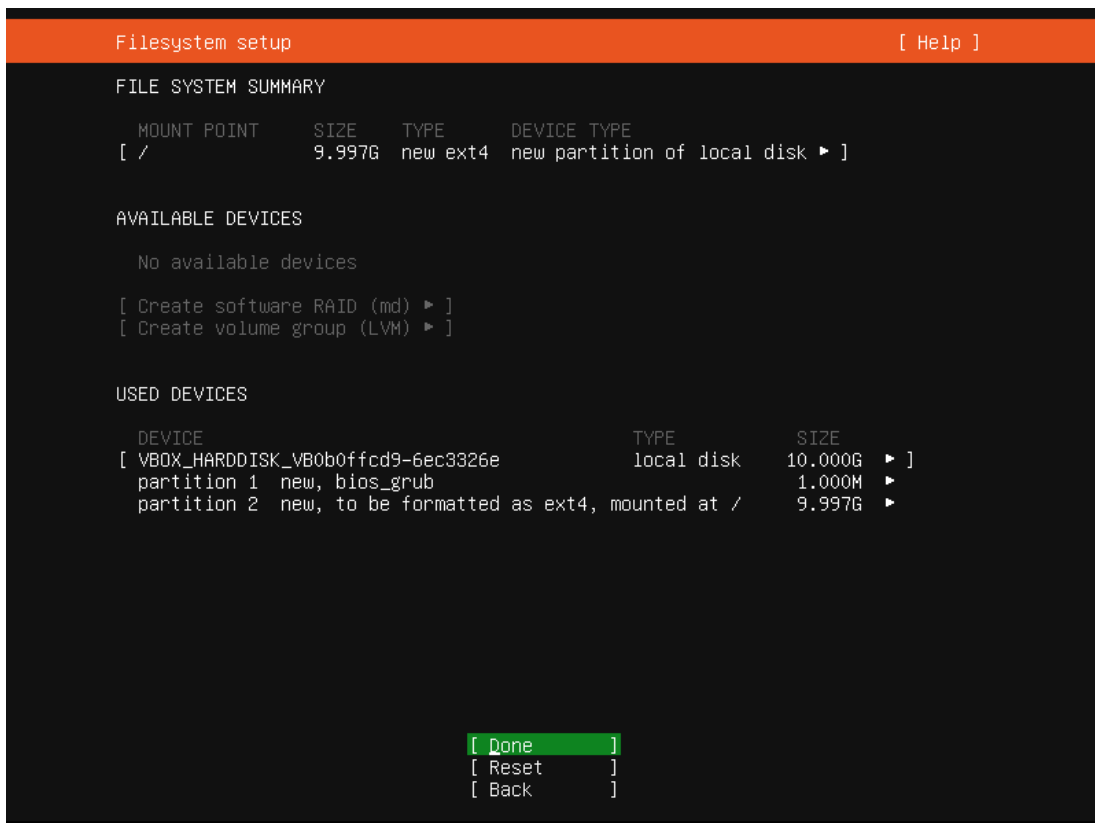 Filesystem setup [ Help ]
FILE SYSTEM SUMMARY
MOUNT POINT SIZE TYPE DEVICE TYPE
[ / 9.997G new ext4 new partition of local disk ▸ ]
AVAILABLE DEVICES
No available devices
[ Create software RAID (md) ▸ ]
[ Create volume group (LVM) ▸ ]
USED DEVICES
DEVICE TYPE SIZE
[ VBOX_HARDDISK_VB0b0ffcd9-6ec3326e local disk 10.000G ▸ ]
partition 1 new, bios_grub 1.000M ▸
partition 2 new, to be formatted as ext4, mounted at / 9.997G ▸
[ Done ]
[ Reset ]
[ Back ]